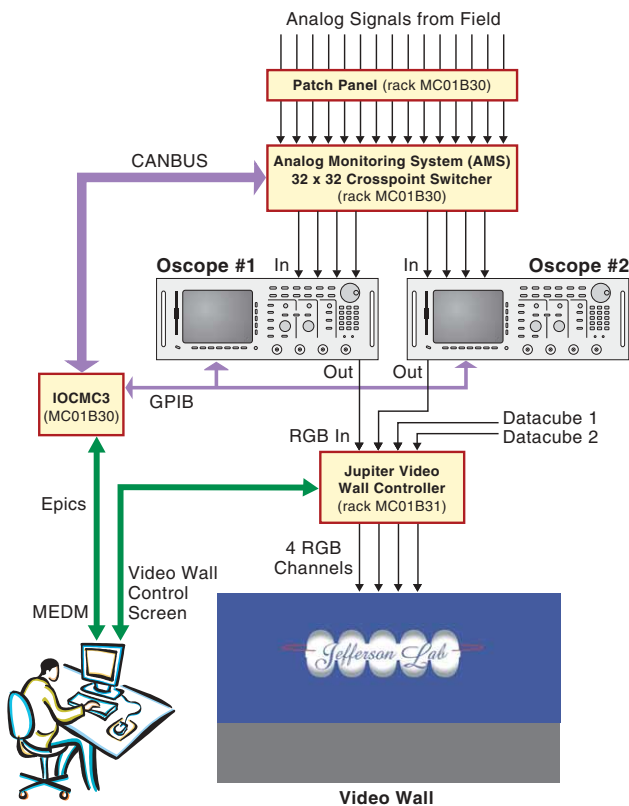 Analog Signals from Field
Patch Panel (rack MC01B30)
CANBUS
Analog Monitoring System (AMS)
32 x 32 Crosspoint Switcher
(rack MC01B30)
Oscope #1
In
In
Oscope #2
Out
Out
IOCMC3
(MC01B30)
GPIB
RGB In
Datacube 1
Datacube 2
Jupiter Video
Wall Controller
(rack MC01B31)
Epics
4 RGB
Channels
Video Wall
Control
Screen
MEDM
Jefferson Lab
Video Wall